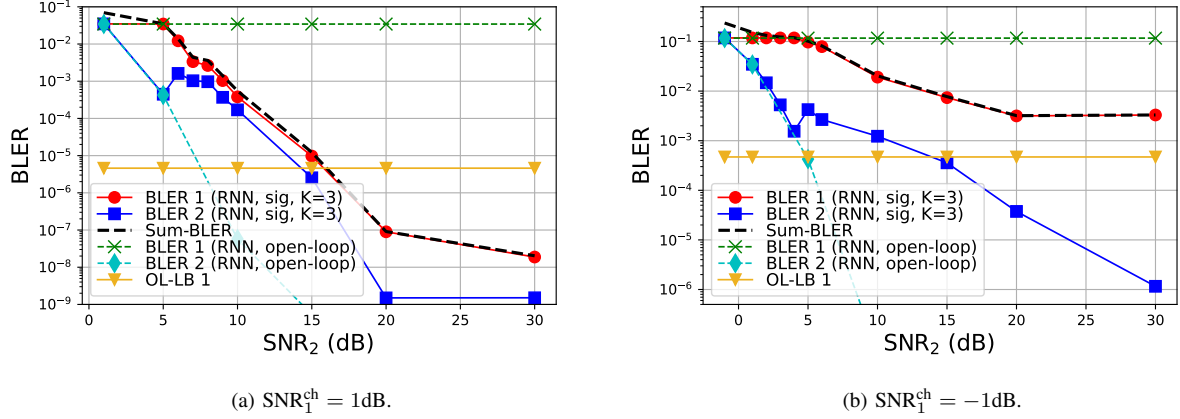 10⁻¹
10⁻²
10⁻³
10⁻⁴
10⁻⁵
10⁻⁶
10⁻⁷
10⁻⁸
10⁻⁹
BLER
BLER 1 (RNN, sig, K=3)
BLER 2 (RNN, sig, K=3)
Sum-BLER
BLER 1 (RNN, open-loop)
BLER 2 (RNN, open-loop)
OL-LB 1
0 5 10 15 20 25 30
SNR₂ (dB)
(a) SNR₁ᶜʰ = 1dB.
10⁻¹
10⁻²
10⁻³
10⁻⁴
10⁻⁵
10⁻⁶
BLER
BLER 1 (RNN, sig, K=3)
BLER 2 (RNN, sig, K=3)
Sum-BLER
BLER 1 (RNN, open-loop)
BLER 2 (RNN, open-loop)
OL-LB 1
0 5 10 15 20 25 30
SNR₂ (dB)
(b) SNR₁ᶜʰ = −1dB.